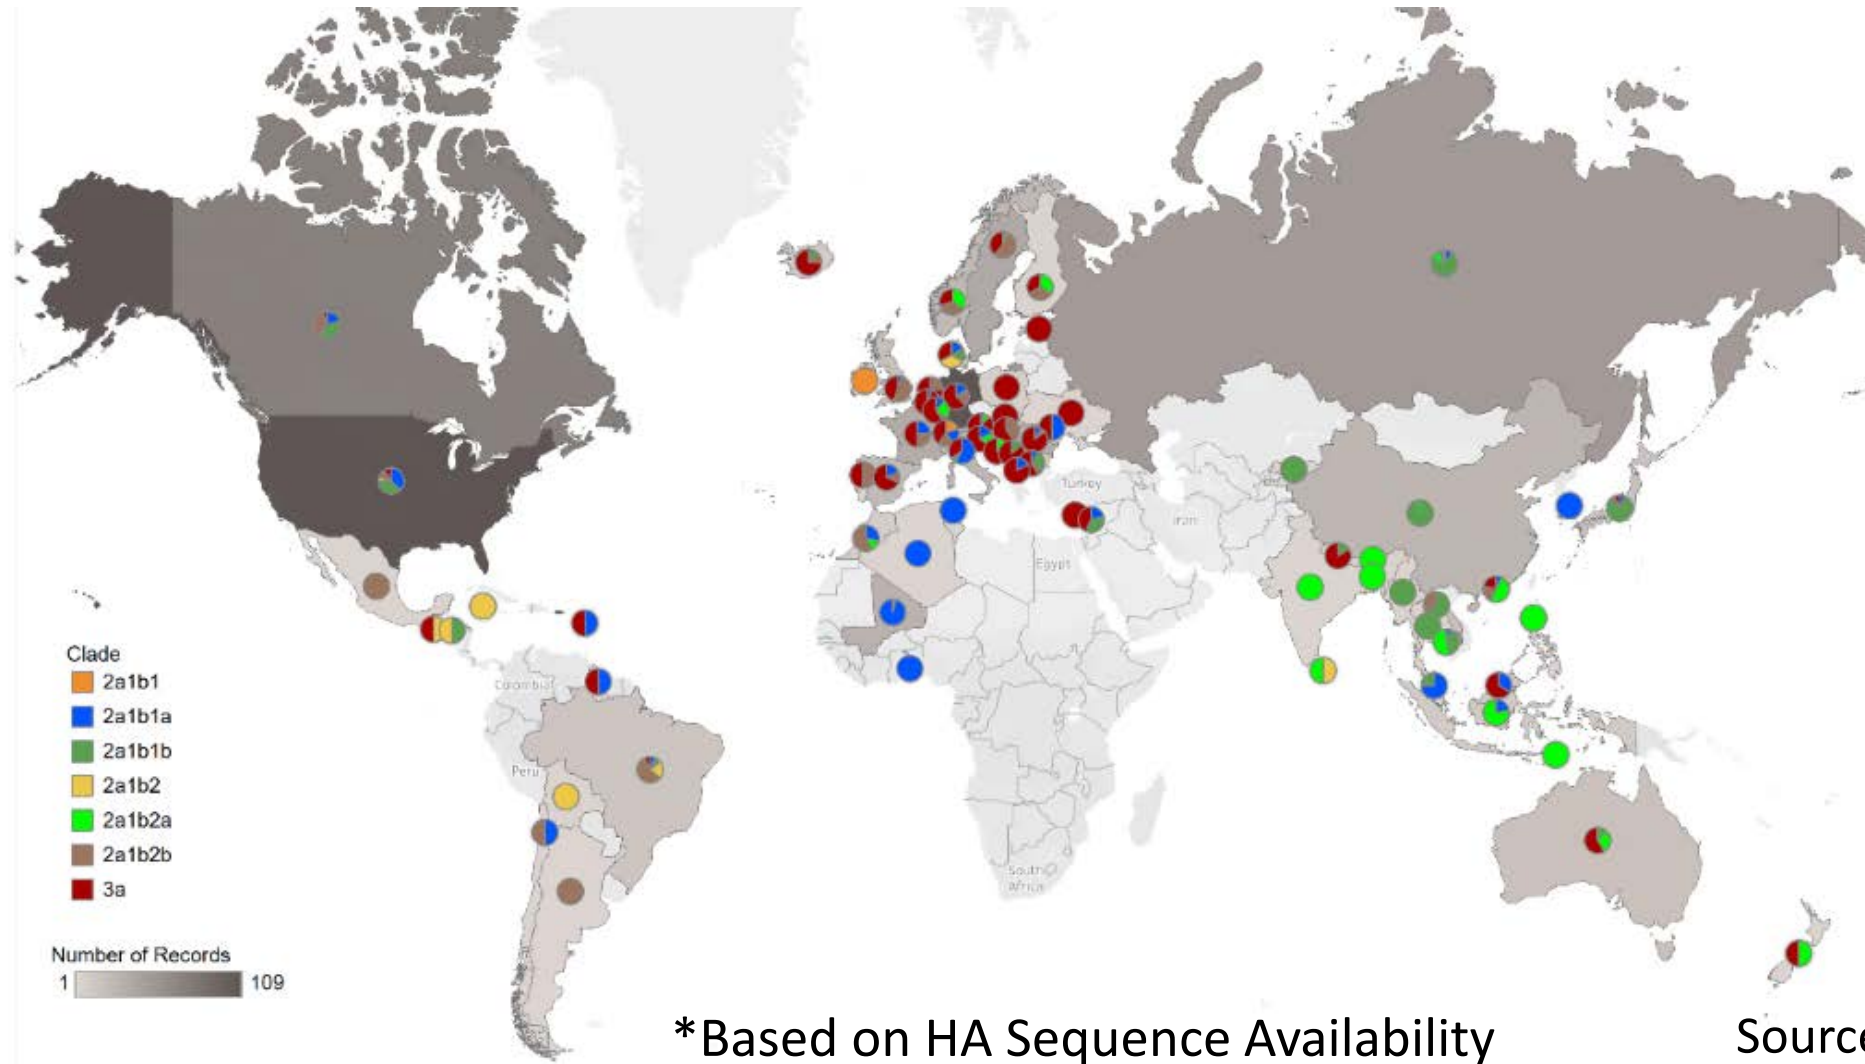 Turkey
Iran
Egypt
Clade
2a1b1
2a1b1a
2a1b1b
2a1b2
2a1b2a
2a1b2b
3a
Colombia
Peru
South
Africa
Number of Records
1
109
*Based on HA Sequence Availability
Source